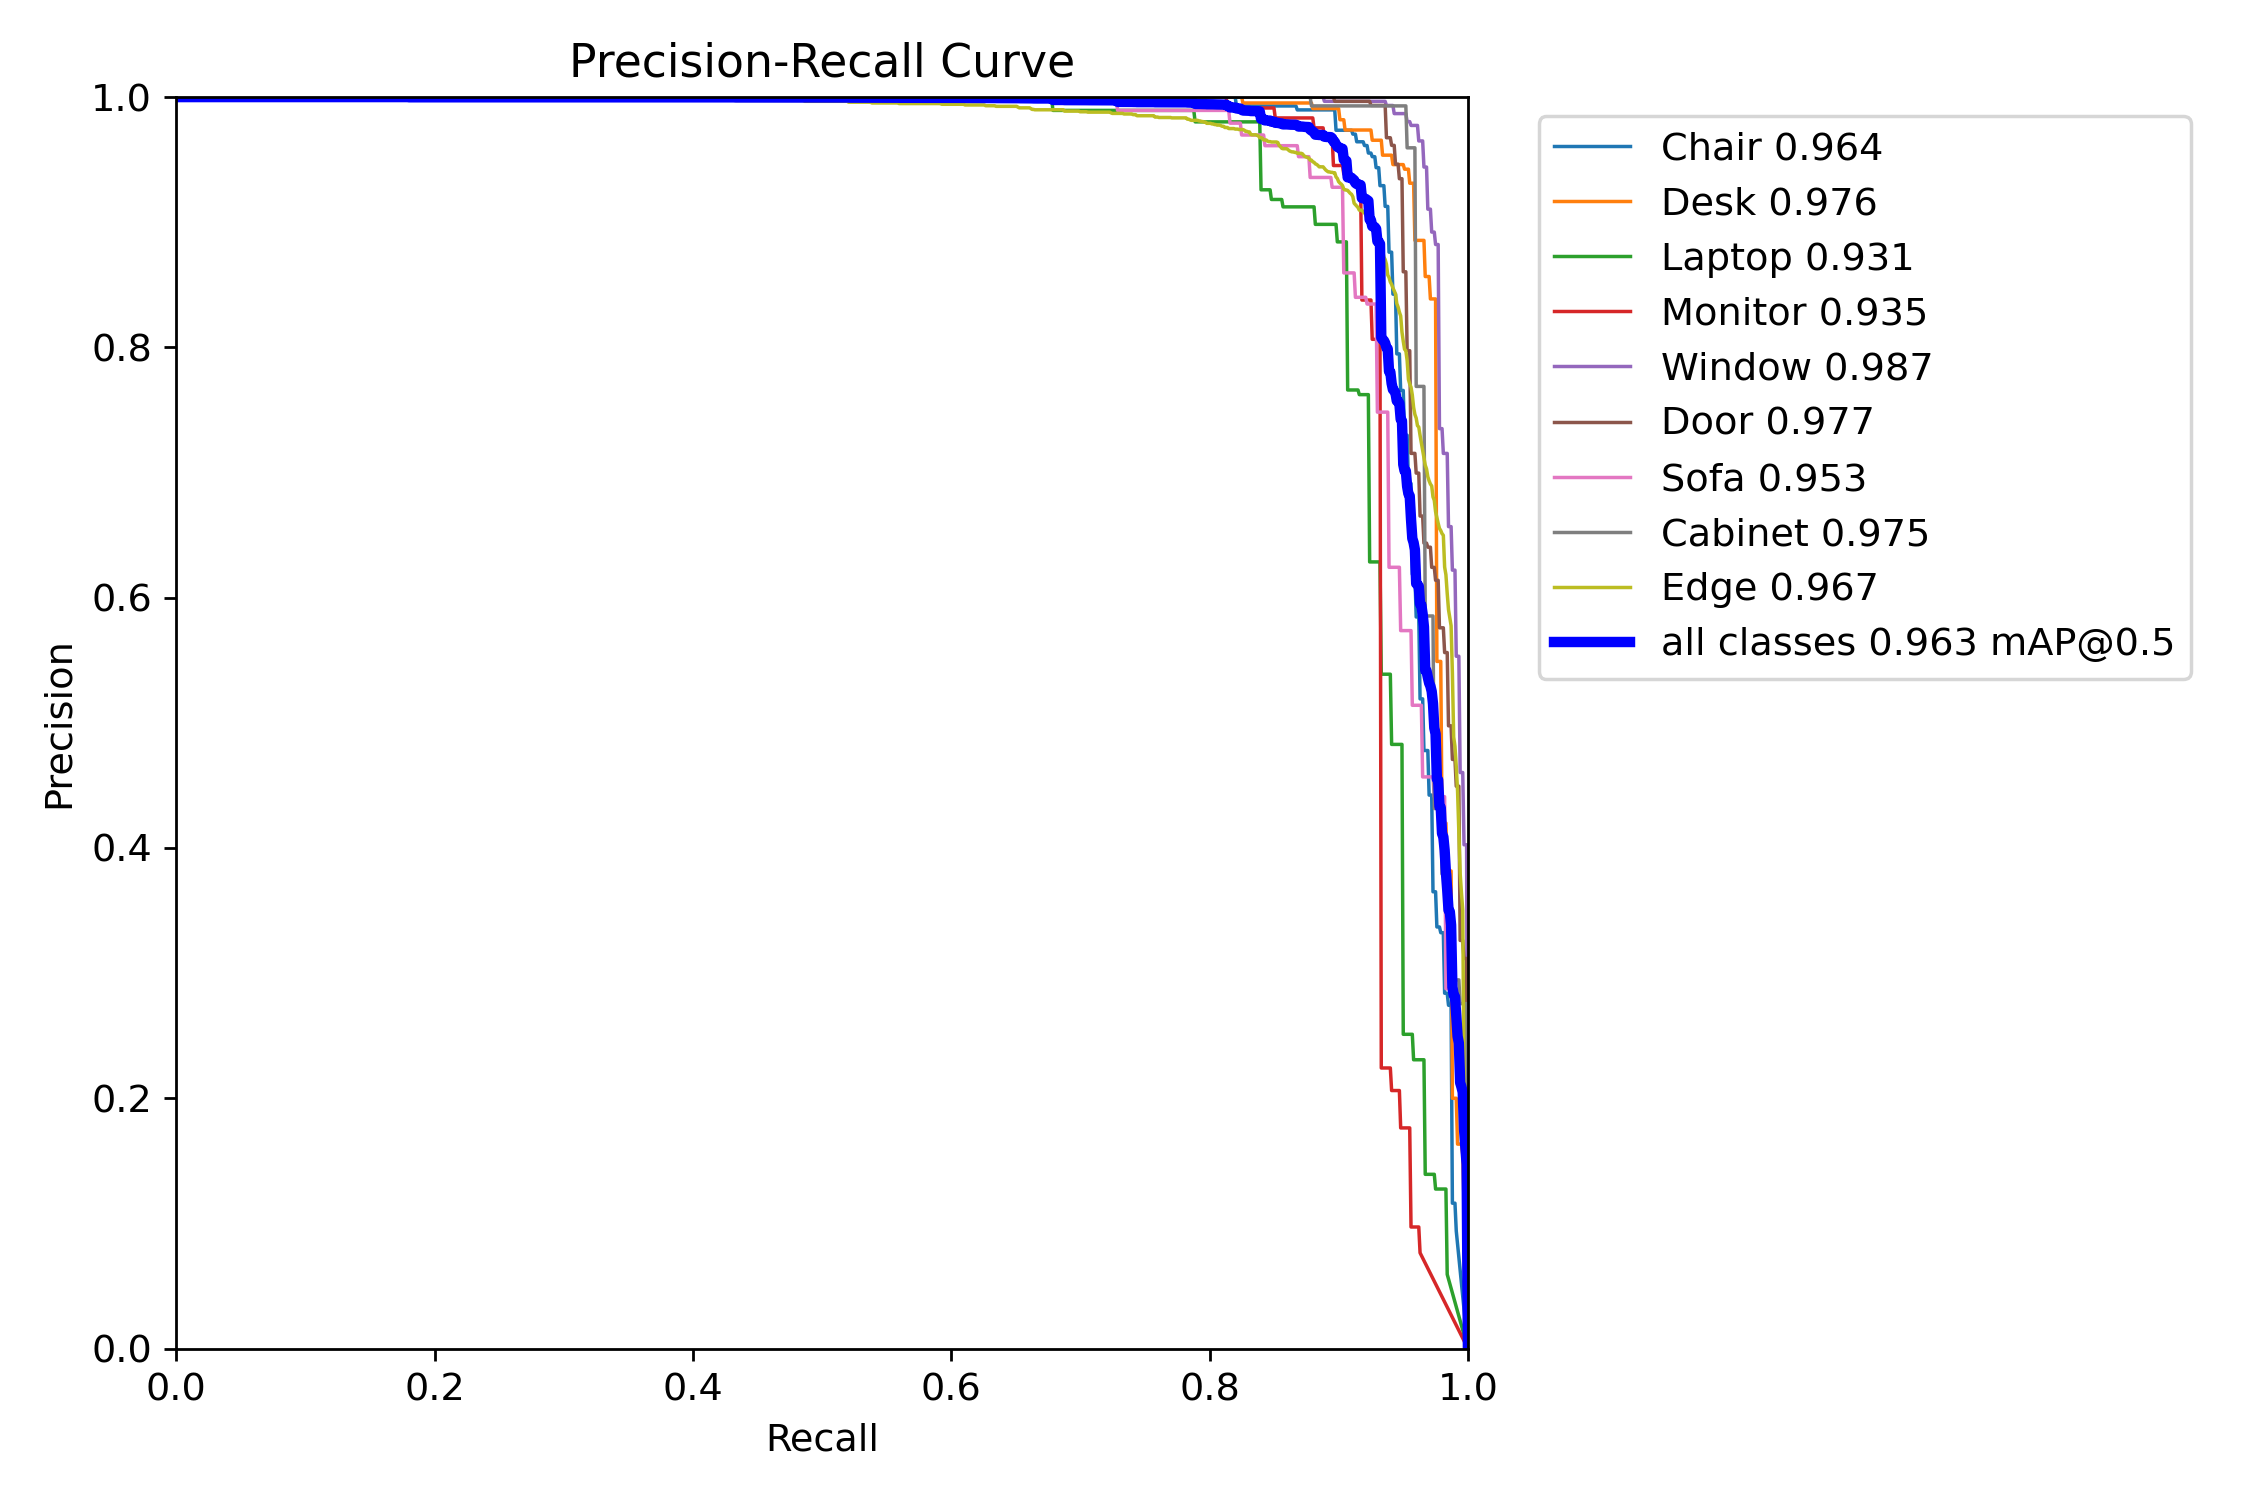 Precision-Recall Curve
1.0
0.8
0.6
0.4
0.2
0.0
Precision
0.0 0.2 0.4 0.6 0.8 1.0
Recall
Chair 0.964
Desk 0.976
Laptop 0.931
Monitor 0.935
Window 0.987
Door 0.977
Sofa 0.953
Cabinet 0.975
Edge 0.967
all classes 0.963 mAP@0.5